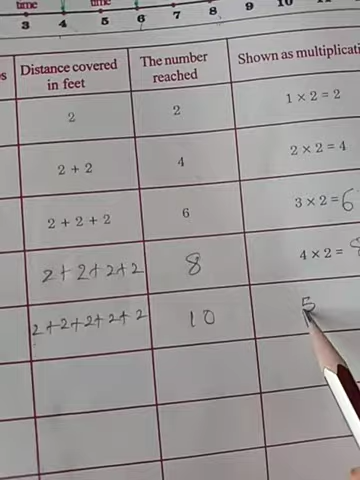 time time
3 4 5 6 7 8 9 10
Distance covered in feet The number reached Shown as
2 2 1 × 2 = 2
2 + 2 4 2 × 2 = 4
2 + 2 + 2 6 3 × 2 = 6
2 + 2 + 2 + 2 8 4 × 2 = 8
2 + 2 + 2 + 2 + 2 10 5